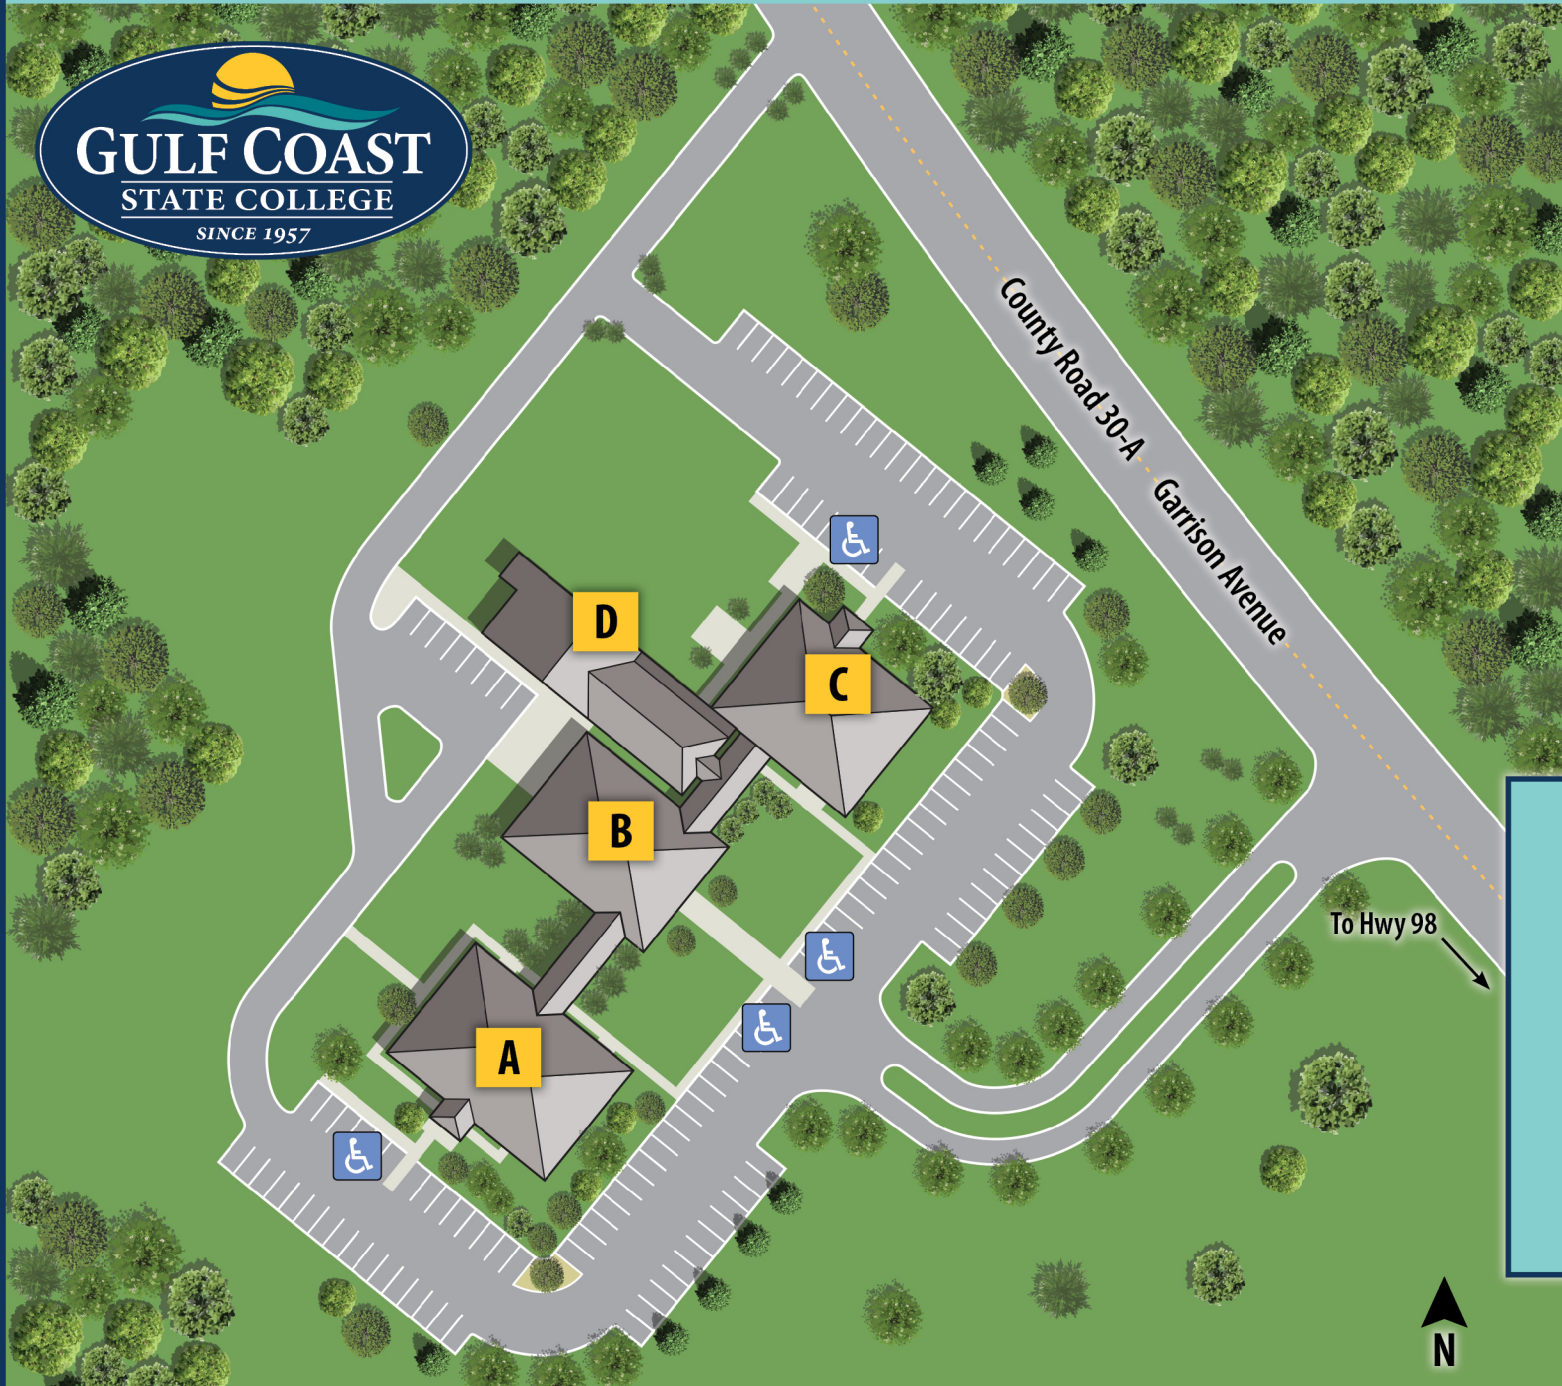 GULF COAST
STATE COLLEGE
SINCE 1957
County Road 30-A
Garrison Avenue
D
C
B
To Hwy 98
A
N